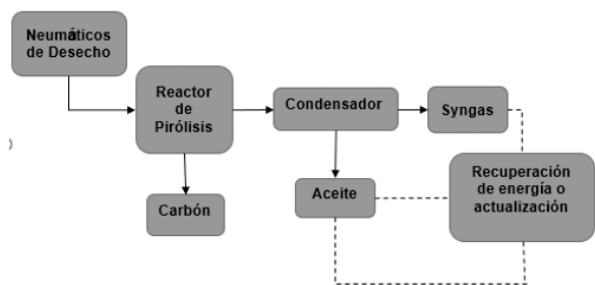 Neumáticos
de Desecho
Reactor
de
Pirólisis
Condensador
Syngas
Carbón
Aceite
Recuperación
de energía o
actualización